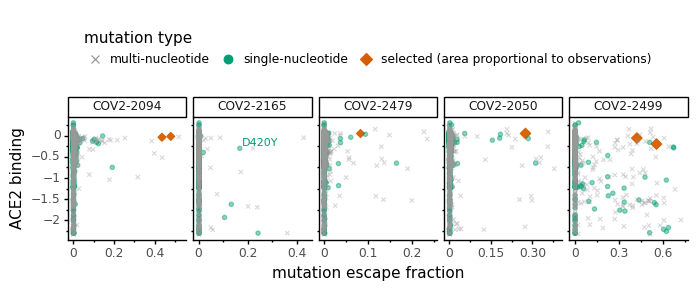 mutation type
multi-nucleotide single-nucleotide selected (area proportional to observations)
COV2-2094 COV2-2165 COV2-2479 COV2-2050 COV2-2499
D420Y
0
−0.5
−1
−1.5
−2
ACE2 binding
0 0.2 0.4 0 0.2 0.4 0 0.1 0.2 0 0.15 0.30 0 0.3 0.6
mutation escape fraction